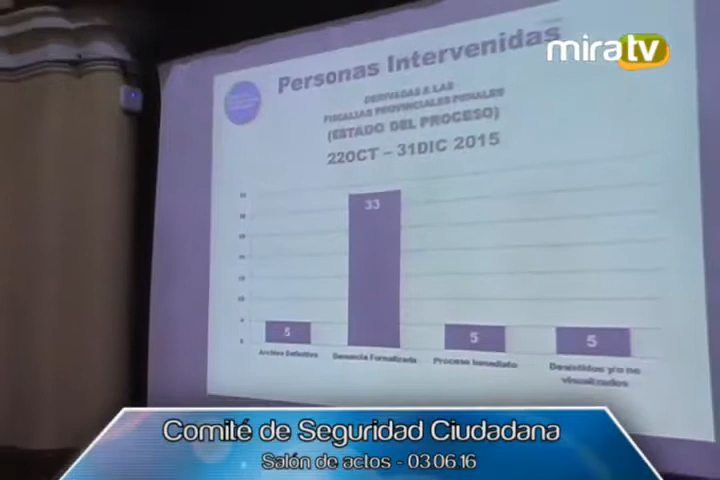 miratv
Personas Intervenidas
DERIVADAS A LAS
FISCALIAS PROVINCIALES PENALES
(ESTADO DEL PROCESO)
22OCT – 31DIC 2015
33
5
5
5
Archivo Definitivo
Denuncia Formalizada
Proceso Inmediato
Desistidos y/o no
visualizados
Comité de Seguridad Ciudadana
Salón de actos - 03.06.16